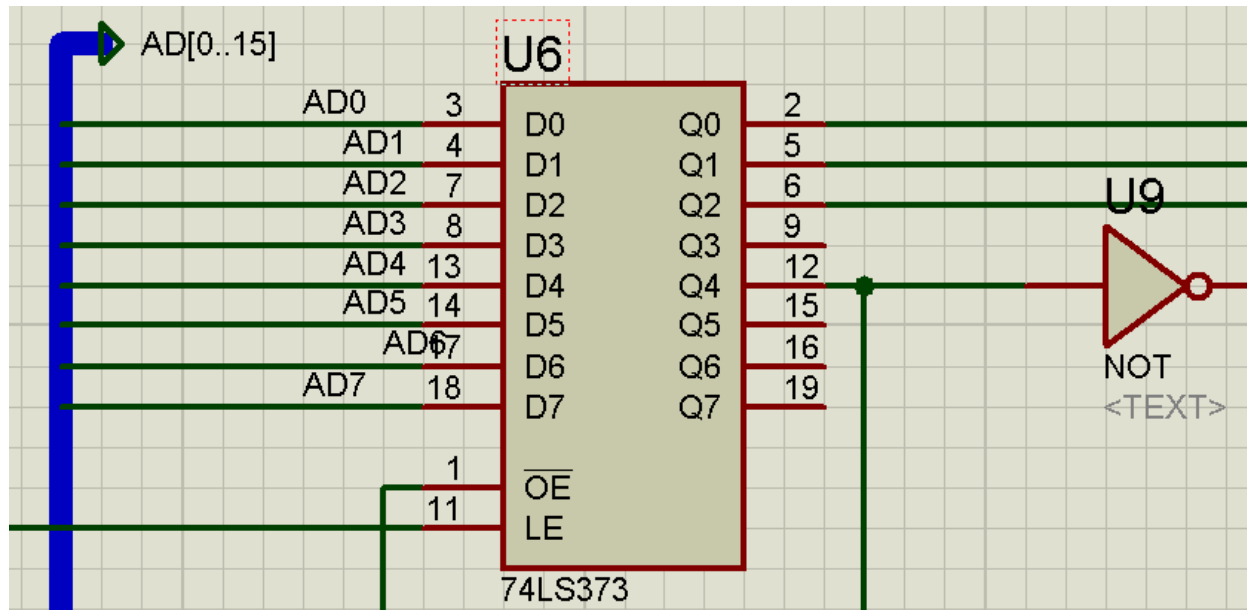 AD[0..15]
U6
AD0 3 D0 Q0 2
AD1 4 D1 Q1 5
AD2 7 D2 Q2 6
U9
AD3 8 D3 Q3 9
AD4 13 D4 Q4 12
AD5 14 D5 Q5 15
AD6 17 D6 Q6 16
NOT
AD7 18 D7 Q7 19
<TEXT>
1 OE
11 LE
74LS373